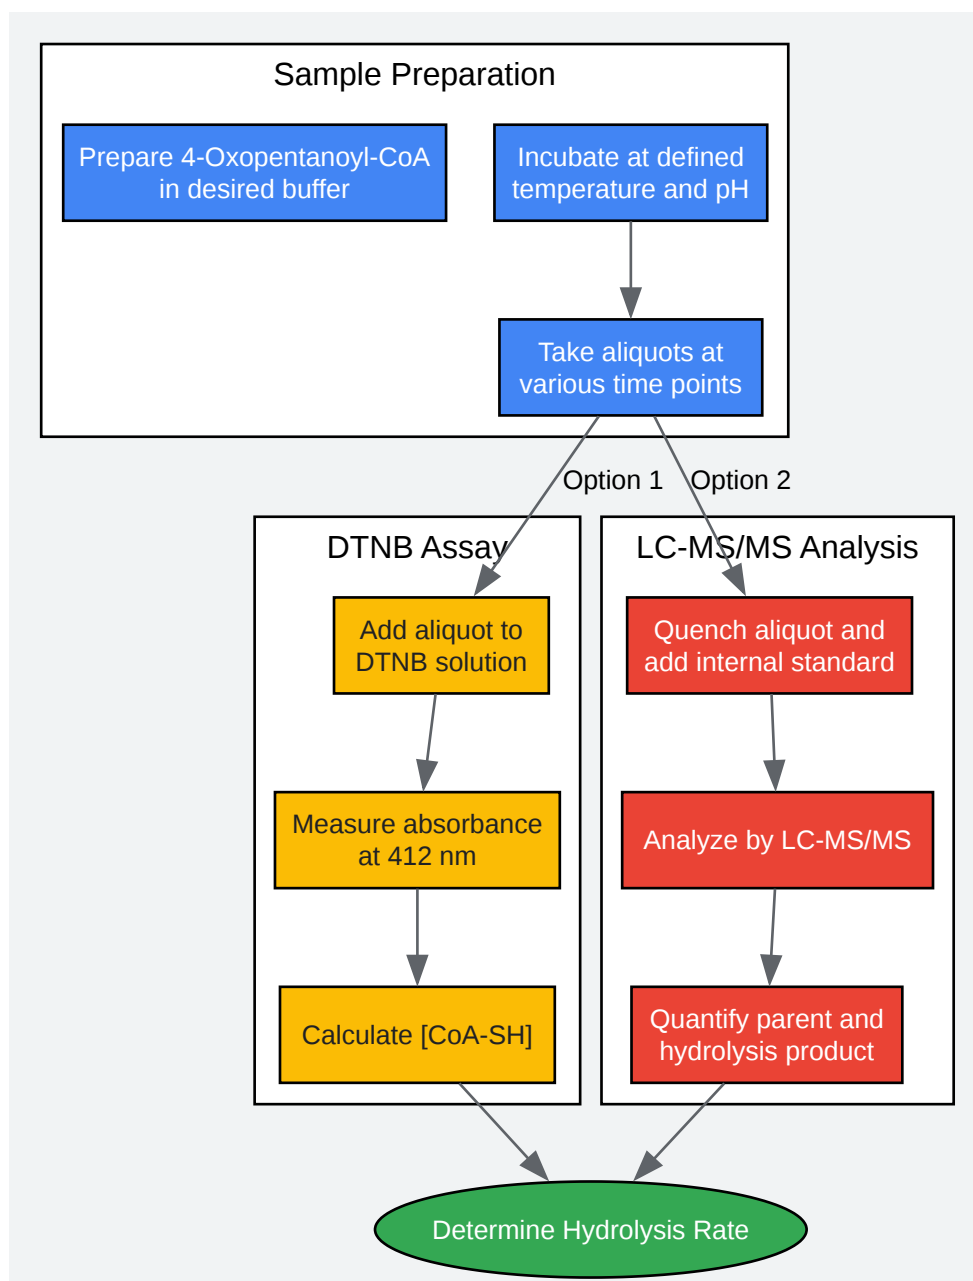 Sample Preparation
Prepare 4-Oxopentanoyl-CoA
in desired buffer
Incubate at defined
temperature and pH
Take aliquots at
various time points
Option 1
Option 2
DTNB Assay
Add aliquot to
DTNB solution
Measure absorbance
at 412 nm
Calculate [CoA-SH]
LC-MS/MS Analysis
Quench aliquot and
add internal standard
Analyze by LC-MS/MS
Quantify parent and
hydrolysis product
Determine Hydrolysis Rate